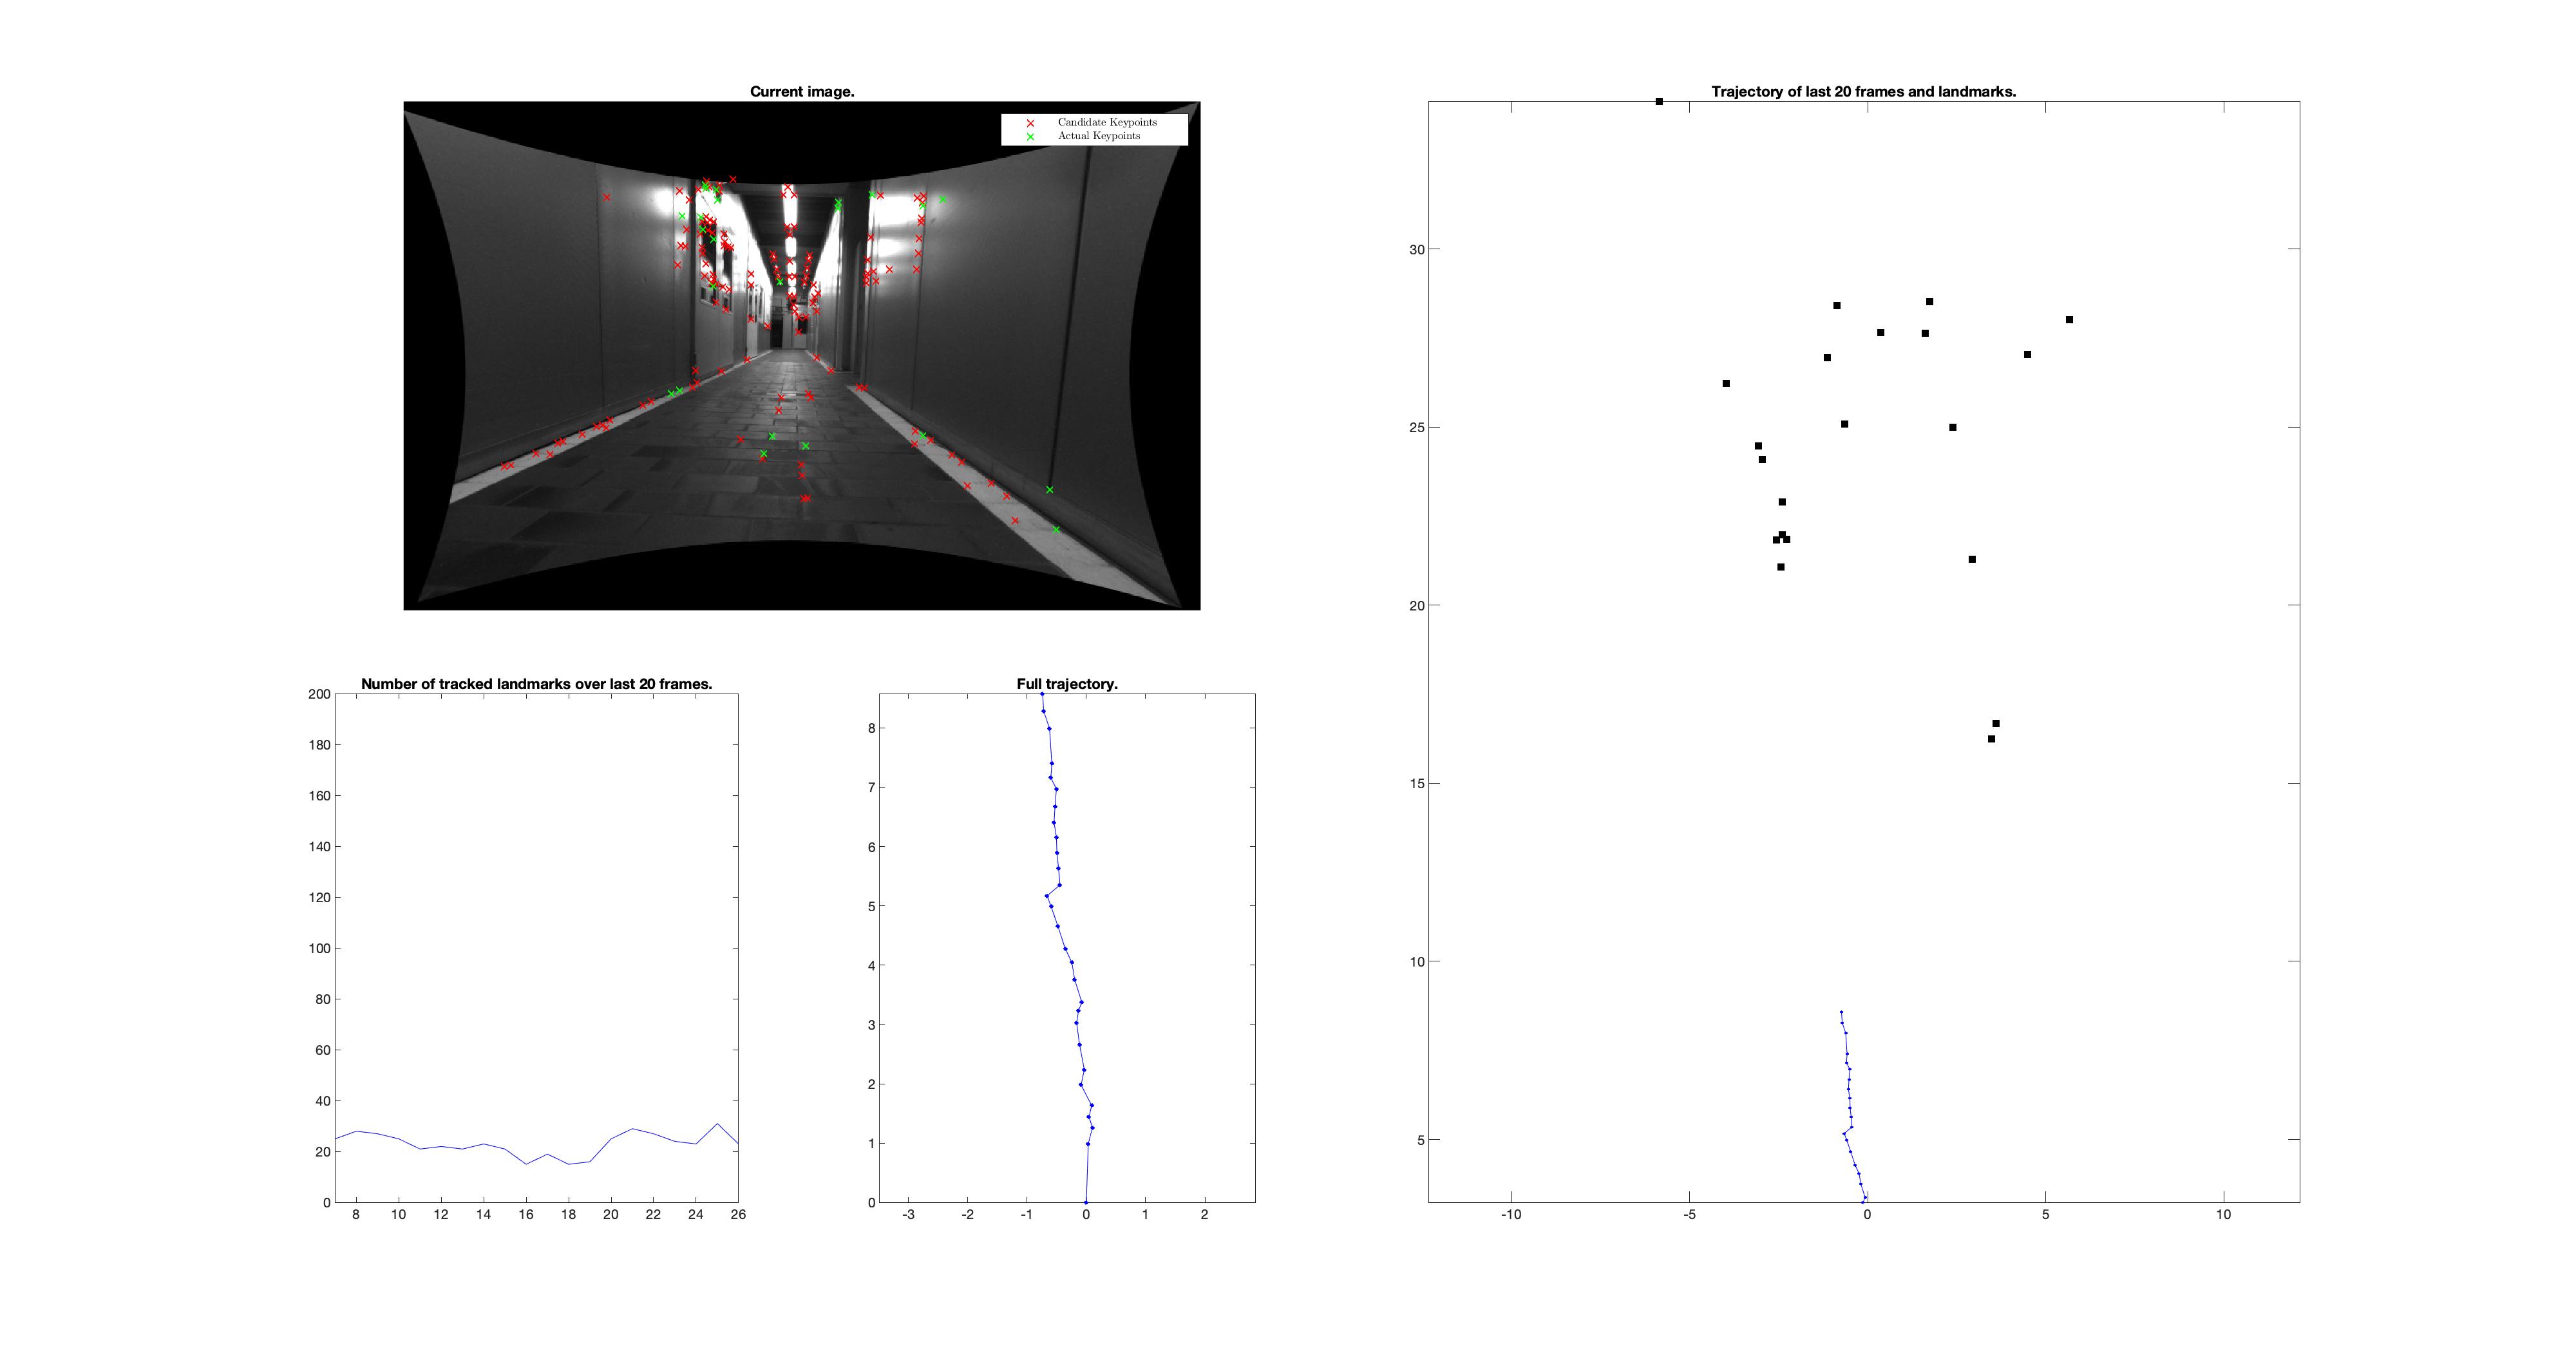 Current image.
Candidate Keypoints
Actual Keypoints
Number of tracked landmarks over last 20 frames.
200
180
160
140
120
100
80
60
40
20
0
8 10 12 14 16 18 20 22 24 26
Full trajectory.
8
7
6
5
4
3
2
1
0
-3 -2 -1 0 1 2
Trajectory of last 20 frames and landmarks.
30
25
20
15
10
5
-10 -5 0 5 10